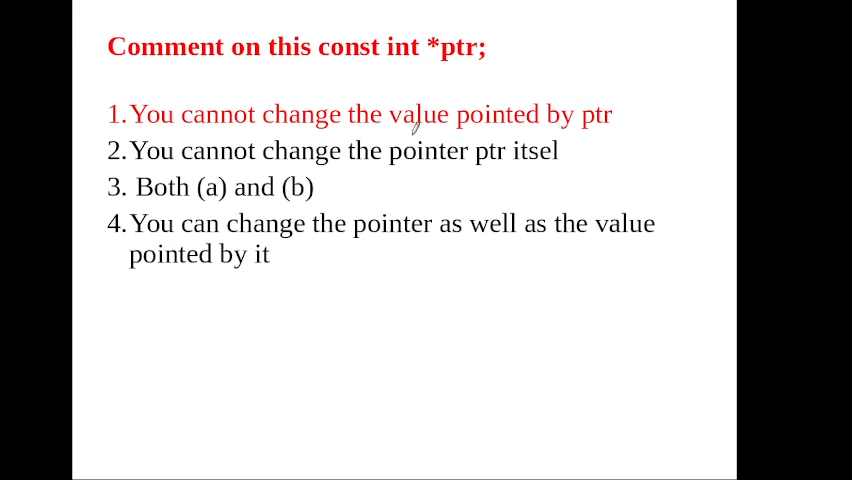 Comment on this const int *ptr;
1.You cannot change the value pointed by ptr
2.You cannot change the pointer ptr itsel
3. Both (a) and (b)
4.You can change the pointer as well as the value
pointed by it